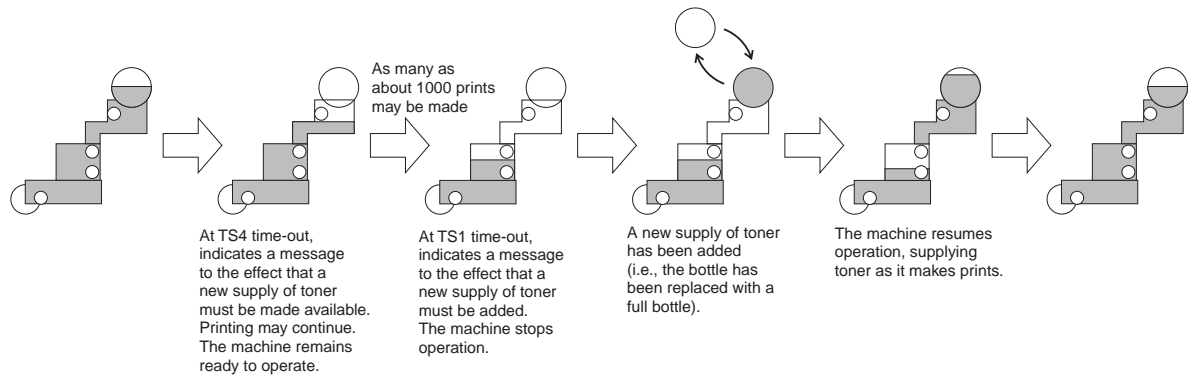 As many as
about 1000 prints
may be made
At TS4 time-out,
indicates a message
to the effect that a
new supply of toner
must be made available.
Printing may continue.
The machine remains
ready to operate.
At TS1 time-out,
indicates a message
to the effect that a
new supply of toner
must be added.
The machine stops
operation.
A new supply of toner
has been added
(i.e., the bottle has
been replaced with a
full bottle).
The machine resumes
operation, supplying
toner as it makes prints.